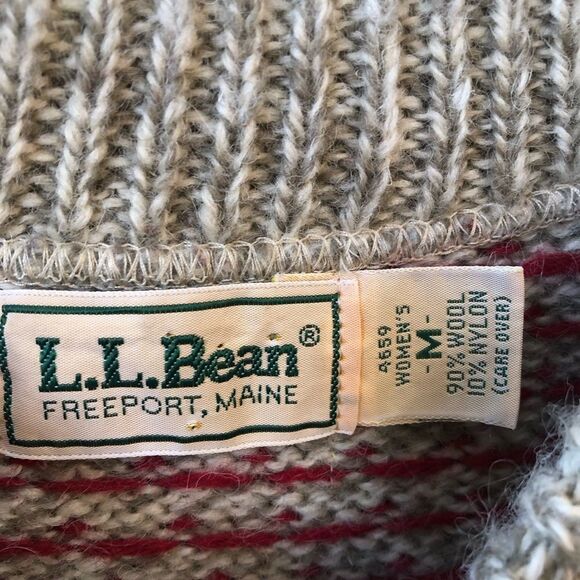 L.L.Bean®
FREEPORT, MAINE
4659
WOMEN'S
-M-
90% WOOL
10% NYLON
(CARE OVER)